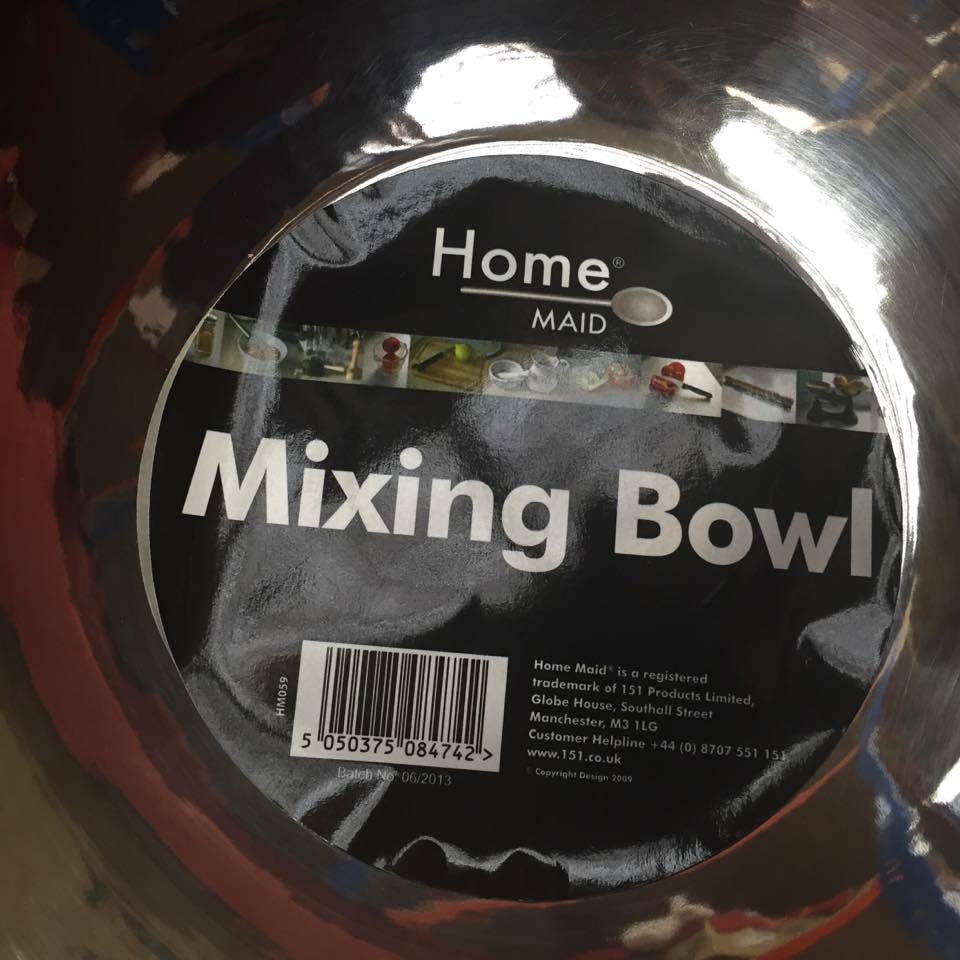 Home®
MAID
Mixing Bowl
HM059
5 050375 084742 >
Batch No: 06/2013
Home Maid® is a registered
trademark of 151 Products Limited,
Globe House, Southall Street
Manchester, M3 1LG
Customer Helpline +44 (0) 8707 551 151
www.151.co.uk
© Copyright Design 2009